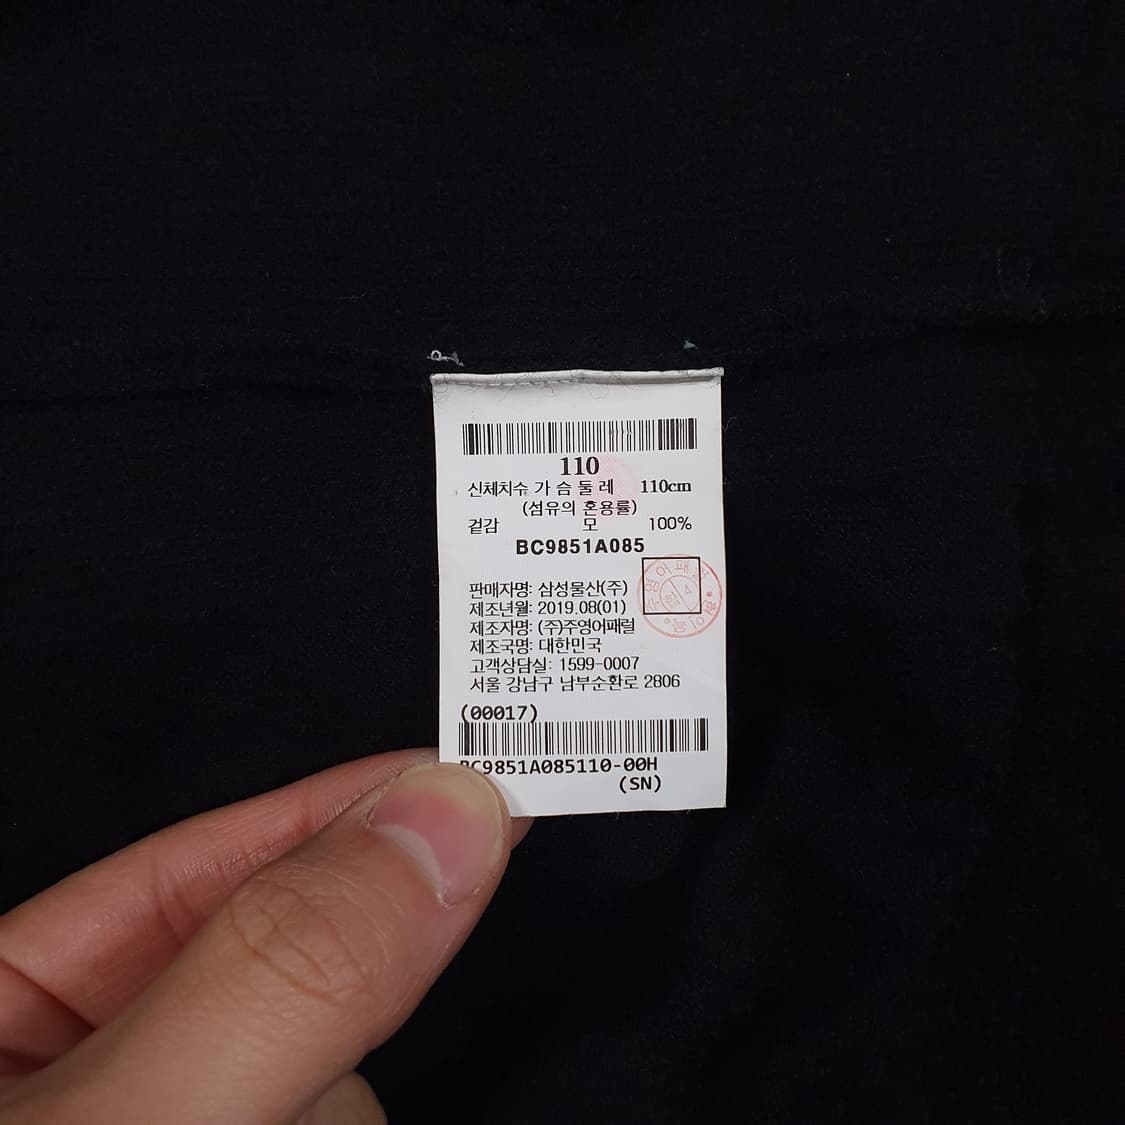 110
신체치수 가 슴 둘 레 110cm
(섬유의 혼용률)
겉감 모 100%
BC9851A085
판매자명: 삼성물산(주)
제조년월: 2019.08(01)
제조자명: (주)주영어패럴
제조국명: 대한민국
고객상담실: 1599-0007
서울 강남구 남부순환로 2806
(00017)
BC9851A085110-00H
(SN)